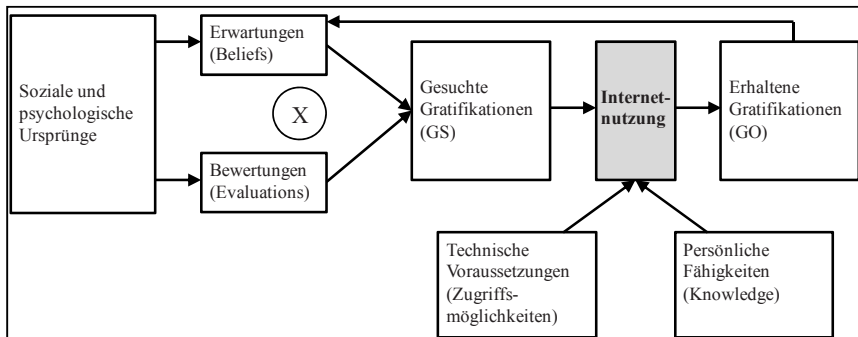 Soziale und
psychologische
Ursprünge
Erwartungen
(Beliefs)
X
Bewertungen
(Evaluations)
Gesuchte
Gratifikationen
(GS)
Internet-
nutzung
Erhaltene
Gratifikationen
(GO)
Technische
Voraussetzungen
(Zugriffs-
möglichkeiten)
Persönliche
Fähigkeiten
(Knowledge)